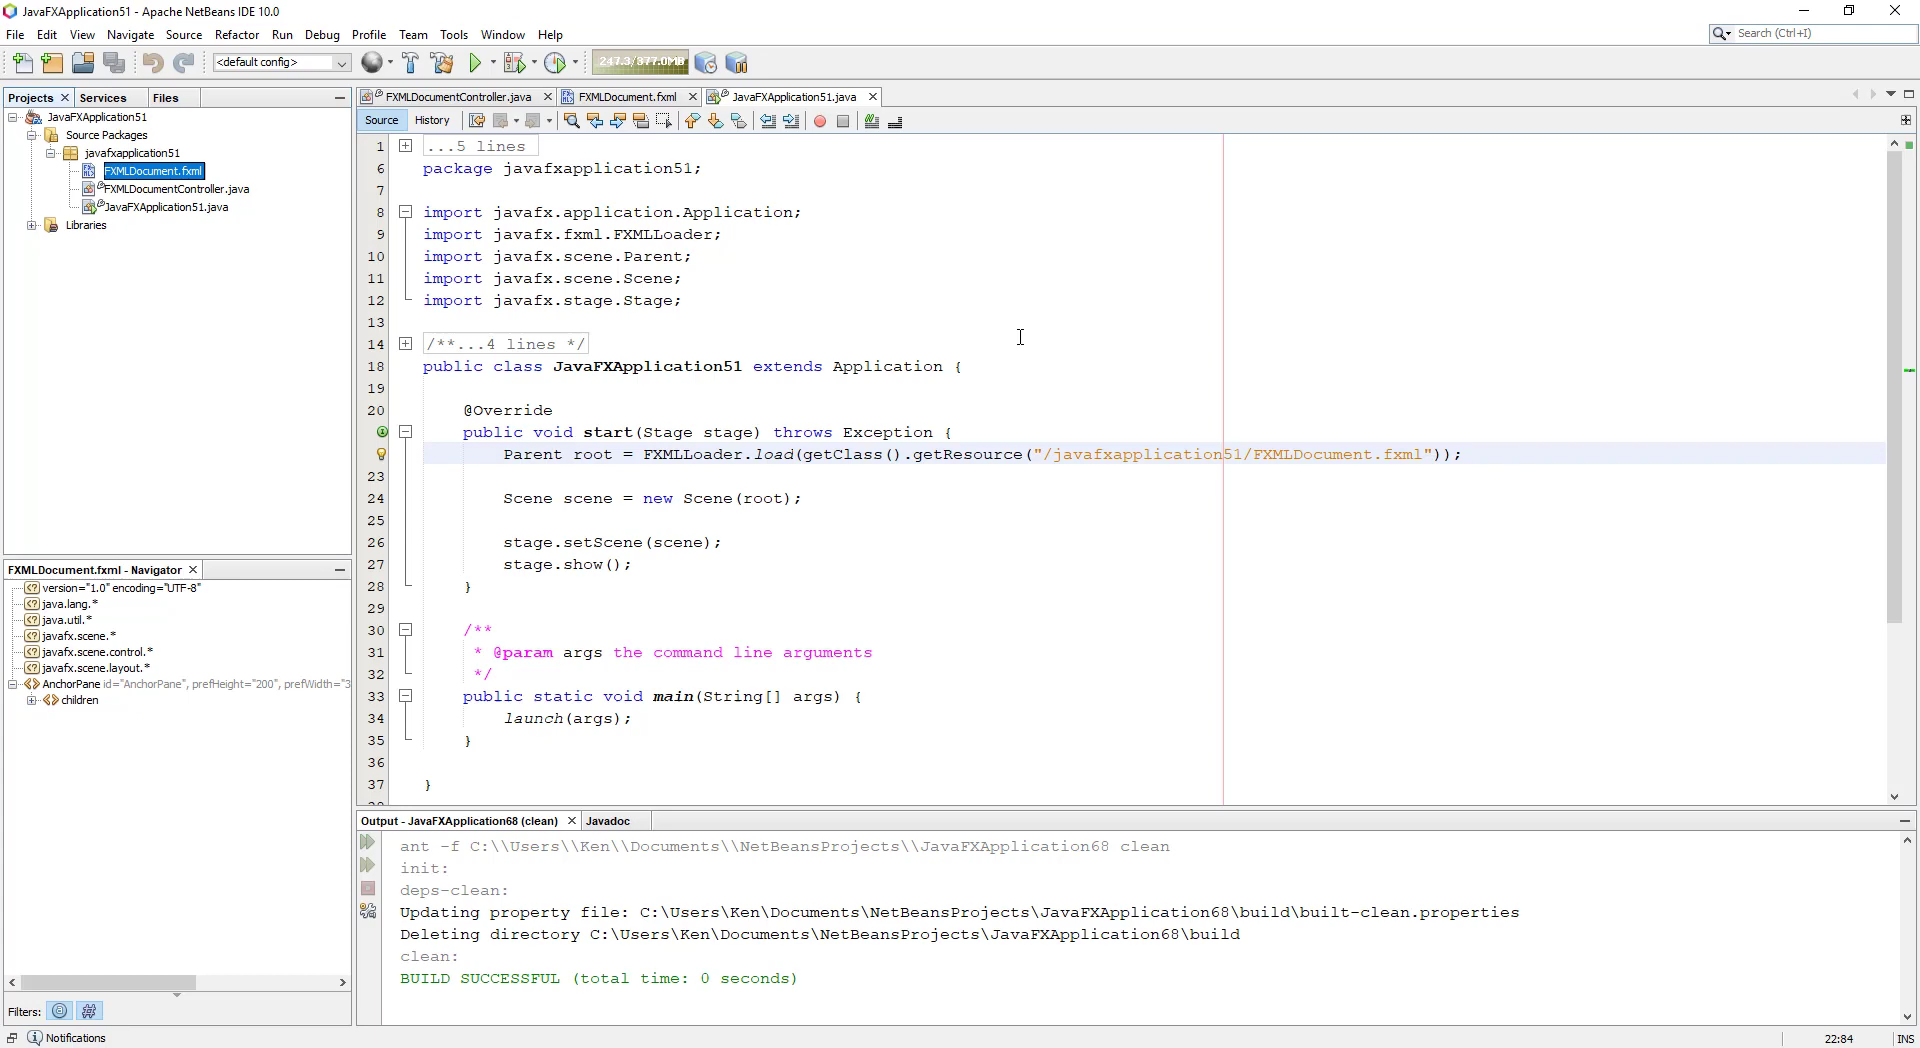 JavaFXApplication51 - Apache NetBeans IDE 10.0
File Edit View Navigate Source Refactor Run Debug Profile Team Tools Window Help
Search (Ctrl+I)
<default config>
247.3/377.0MB
Projects Services Files
JavaFXApplication51
Source Packages
javafxapplication51
FXMLDocument.fxml
FXMLDocumentController.java
JavaFXApplication51.java
Libraries
FXMLDocument.fxml - Navigator
<?> version="1.0" encoding="UTF-8"
<?> java.lang.*
<?> java.util.*
<?> javafx.scene.*
<?> javafx.scene.control.*
<?> javafx.scene.layout.*
AnchorPane id="AnchorPane", prefHeight="200", prefWidth="3
children
Filters:
FXMLDocumentController.java FXMLDocument.fxml JavaFXApplication51.java
Source History
1 ...5 lines
6 package javafxapplication51;
7
8 import javafx.application.Application;
9 import javafx.fxml.FXMLLoader;
10 import javafx.scene.Parent;
11 import javafx.scene.Scene;
12 import javafx.stage.Stage;
13
14 /**...4 lines */
18 public class JavaFXApplication51 extends Application {
19
20 @Override
public void start(Stage stage) throws Exception {
Parent root = FXMLLoader.load(getClass().getResource("/javafxapplication51/FXMLDocument.fxml"));
23
24 Scene scene = new Scene(root);
25
26 stage.setScene(scene);
27 stage.show();
28 }
29
30 /**
31 * @param args the command line arguments
32 */
33 public static void main(String[] args) {
34 launch(args);
35 }
36
37 }
Output - JavaFXApplication68 (clean) Javadoc
ant -f C:\\Users\\Ken\\Documents\\NetBeansProjects\\JavaFXApplication68 clean
init:
deps-clean:
Updating property file: C:\Users\Ken\Documents\NetBeansProjects\JavaFXApplication68\build\built-clean.properties
Deleting directory C:\Users\Ken\Documents\NetBeansProjects\JavaFXApplication68\build
clean:
BUILD SUCCESSFUL (total time: 0 seconds)
Notifications
22:84 INS